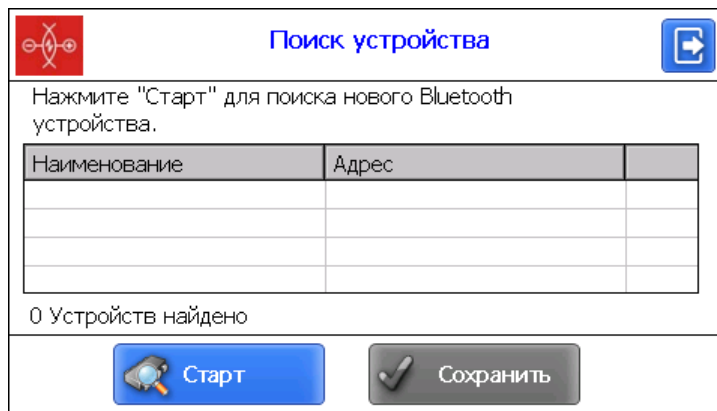 Поиск устройства
Нажмите "Старт" для поиска нового Bluetooth
устройства.
Наименование Адрес
0 Устройств найдено
Старт Сохранить